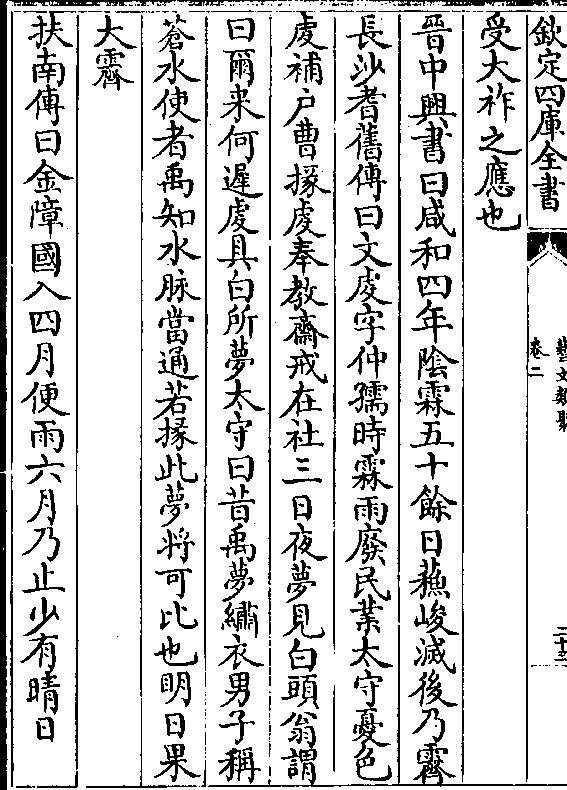 欽定四庫全書
藝文類聚
卷二
二十三
受大祚之應也
晉中興書曰咸和四年陰霖五十餘日蘓峻滅後乃霽
長沙耆舊傳曰文䖍字仲孺時霖雨廢民業太守憂色
䖍補户曹掾䖍奉教齋戒在社三日夜夢見白頭翁謂
曰爾来何遲䖍具白所夢太守曰昔禹夢繡衣男子稱
蒼水使者禹知水脉當通若掾此夢將可比也明日果
大霽
扶南傳曰金障國入四月便雨六月乃止少有晴日